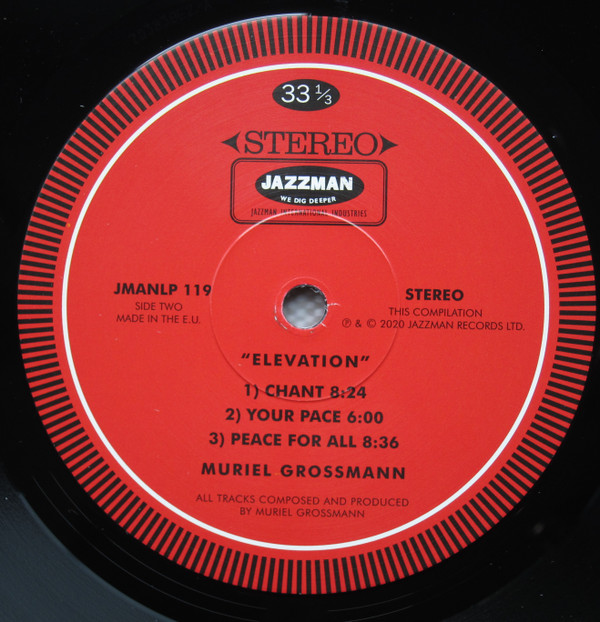 33 1/3
STEREO
JAZZMAN
WE DIG DEEPER
JAZZMAN INTERNATIONAL INDUSTRIES
JMANLP 119
SIDE TWO
MADE IN THE E.U.
STEREO
THIS COMPILATION
℗ & © 2020 JAZZMAN RECORDS LTD.
“ELEVATION”
1) CHANT 8:24
2) YOUR PACE 6:00
3) PEACE FOR ALL 8:36
MURIEL GROSSMANN
ALL TRACKS COMPOSED AND PRODUCED
BY MURIEL GROSSMANN